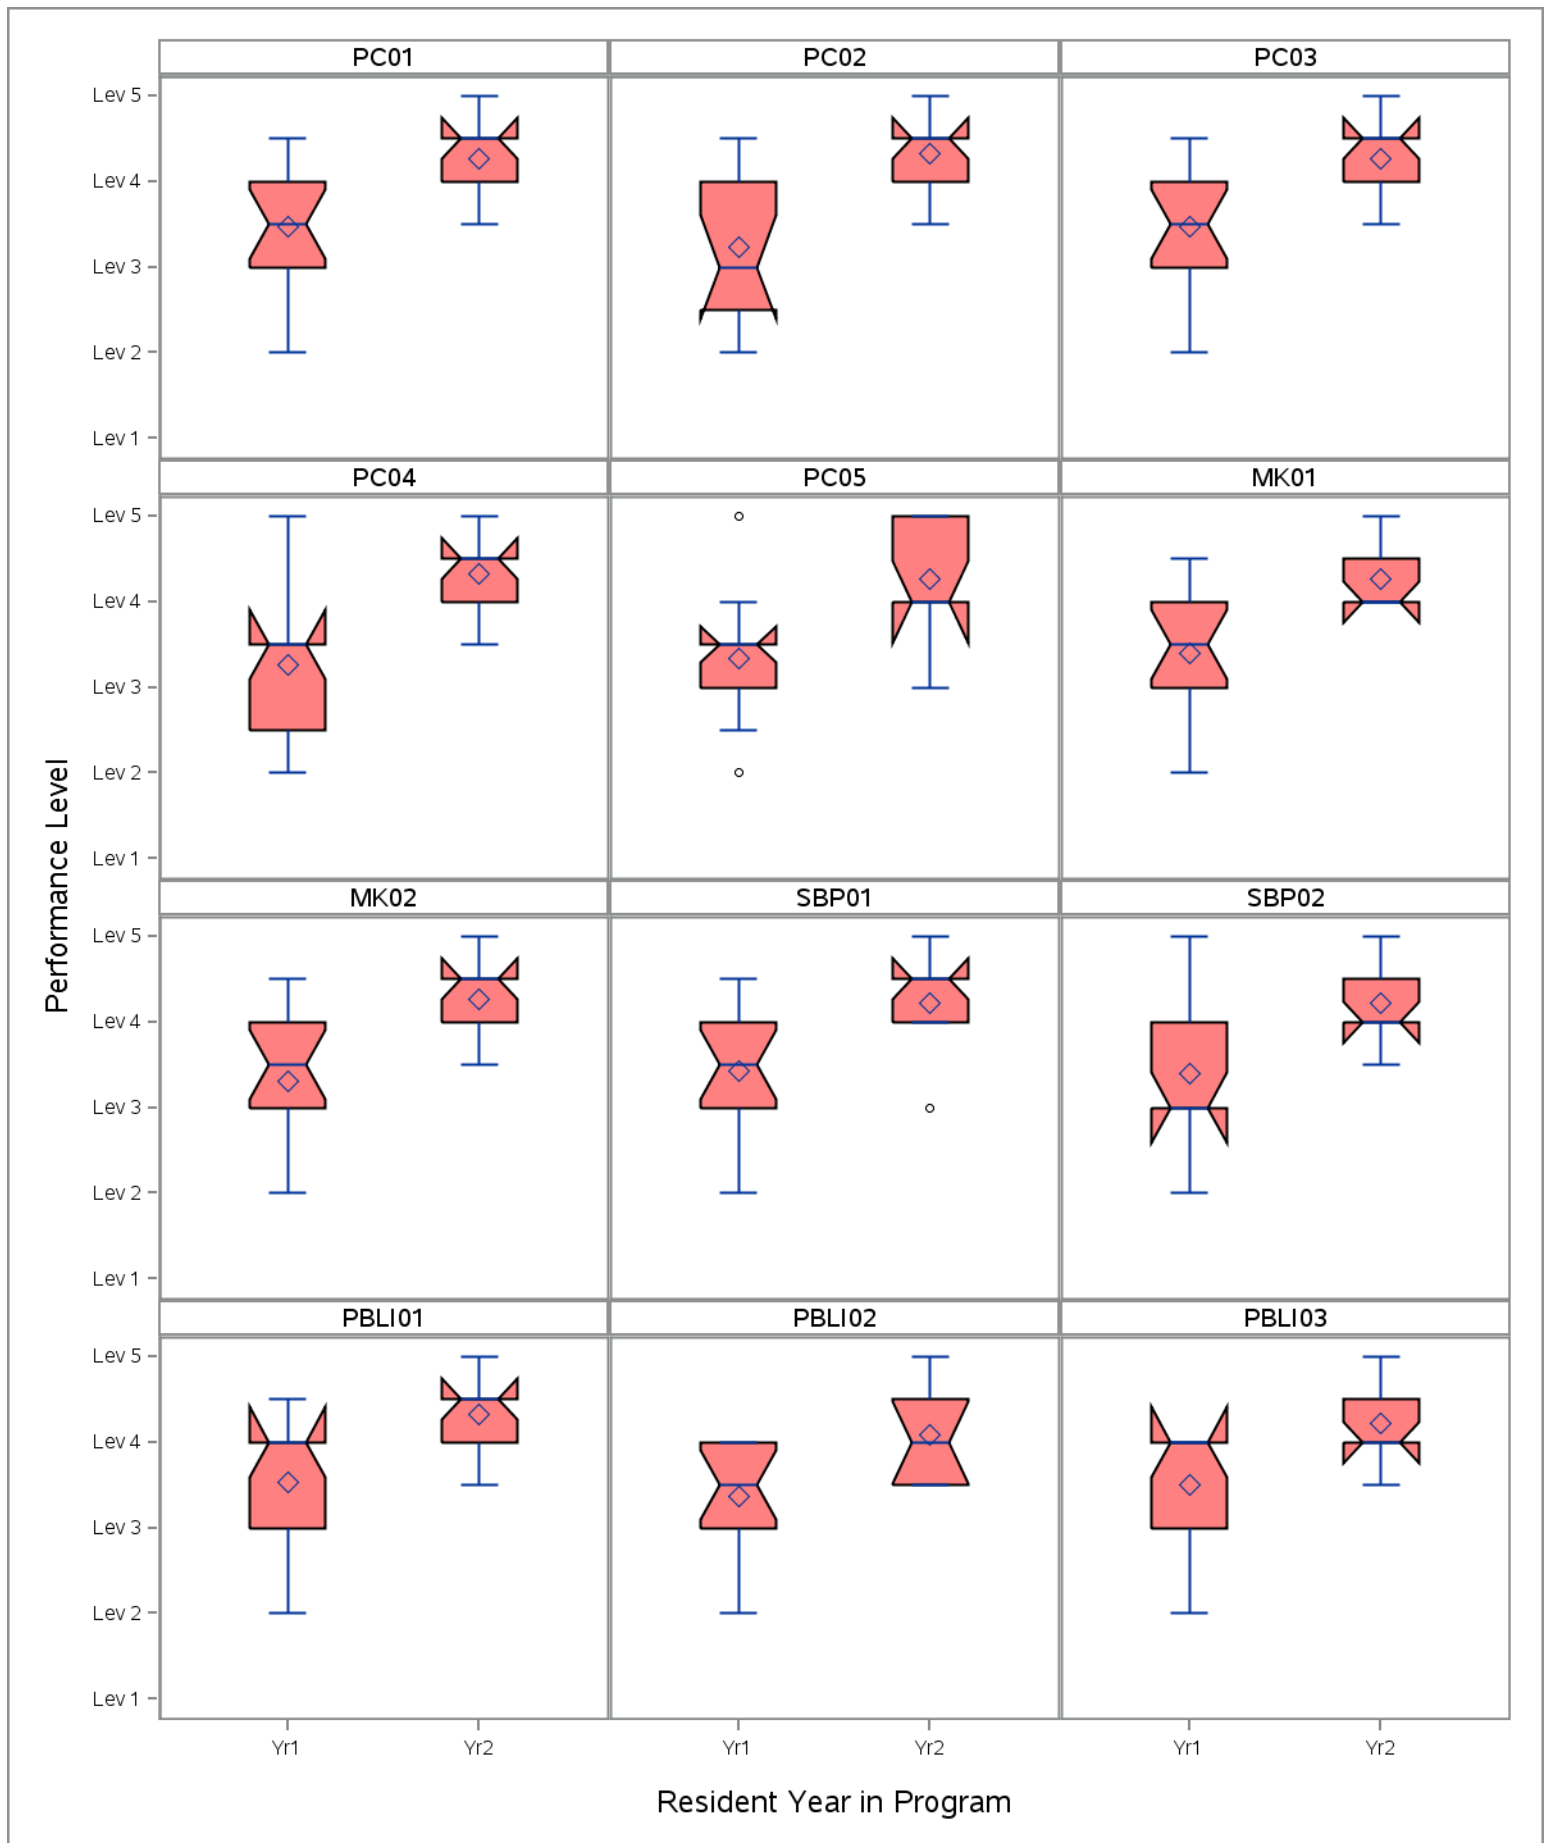 PC01 PC02 PC03
Lev 5
Lev 4
Lev 3
Lev 2
Lev 1
PC04 PC05 MK01
Lev 5
Lev 4
Lev 3
Lev 2
Lev 1
MK02 SBP01 SBP02
Lev 5
Lev 4
Lev 3
Lev 2
Lev 1
PBLI01 PBLI02 PBLI03
Lev 5
Lev 4
Lev 3
Lev 2
Lev 1
Performance Level
Yr1 Yr2 Yr1 Yr2 Yr1 Yr2
Resident Year in Program